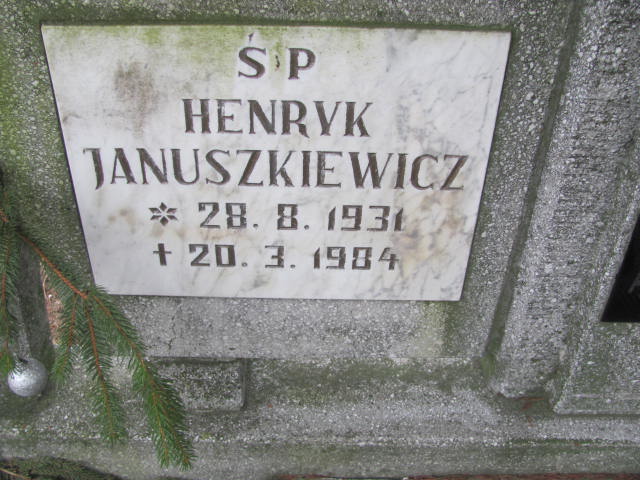 ŚP
HENRYK
JANUSZKIEWICZ
* 28. 8. 1931
+ 20. 3. 1984